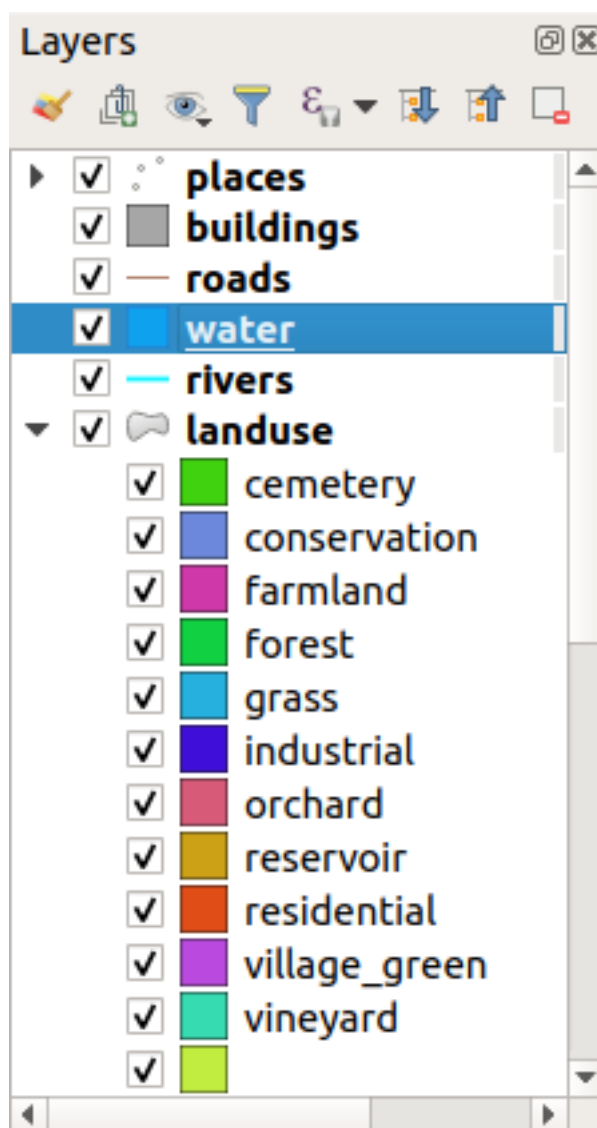 Layers
ε
places
buildings
roads
water
rivers
landuse
cemetery
conservation
farmland
forest
grass
industrial
orchard
reservoir
residential
village_green
vineyard